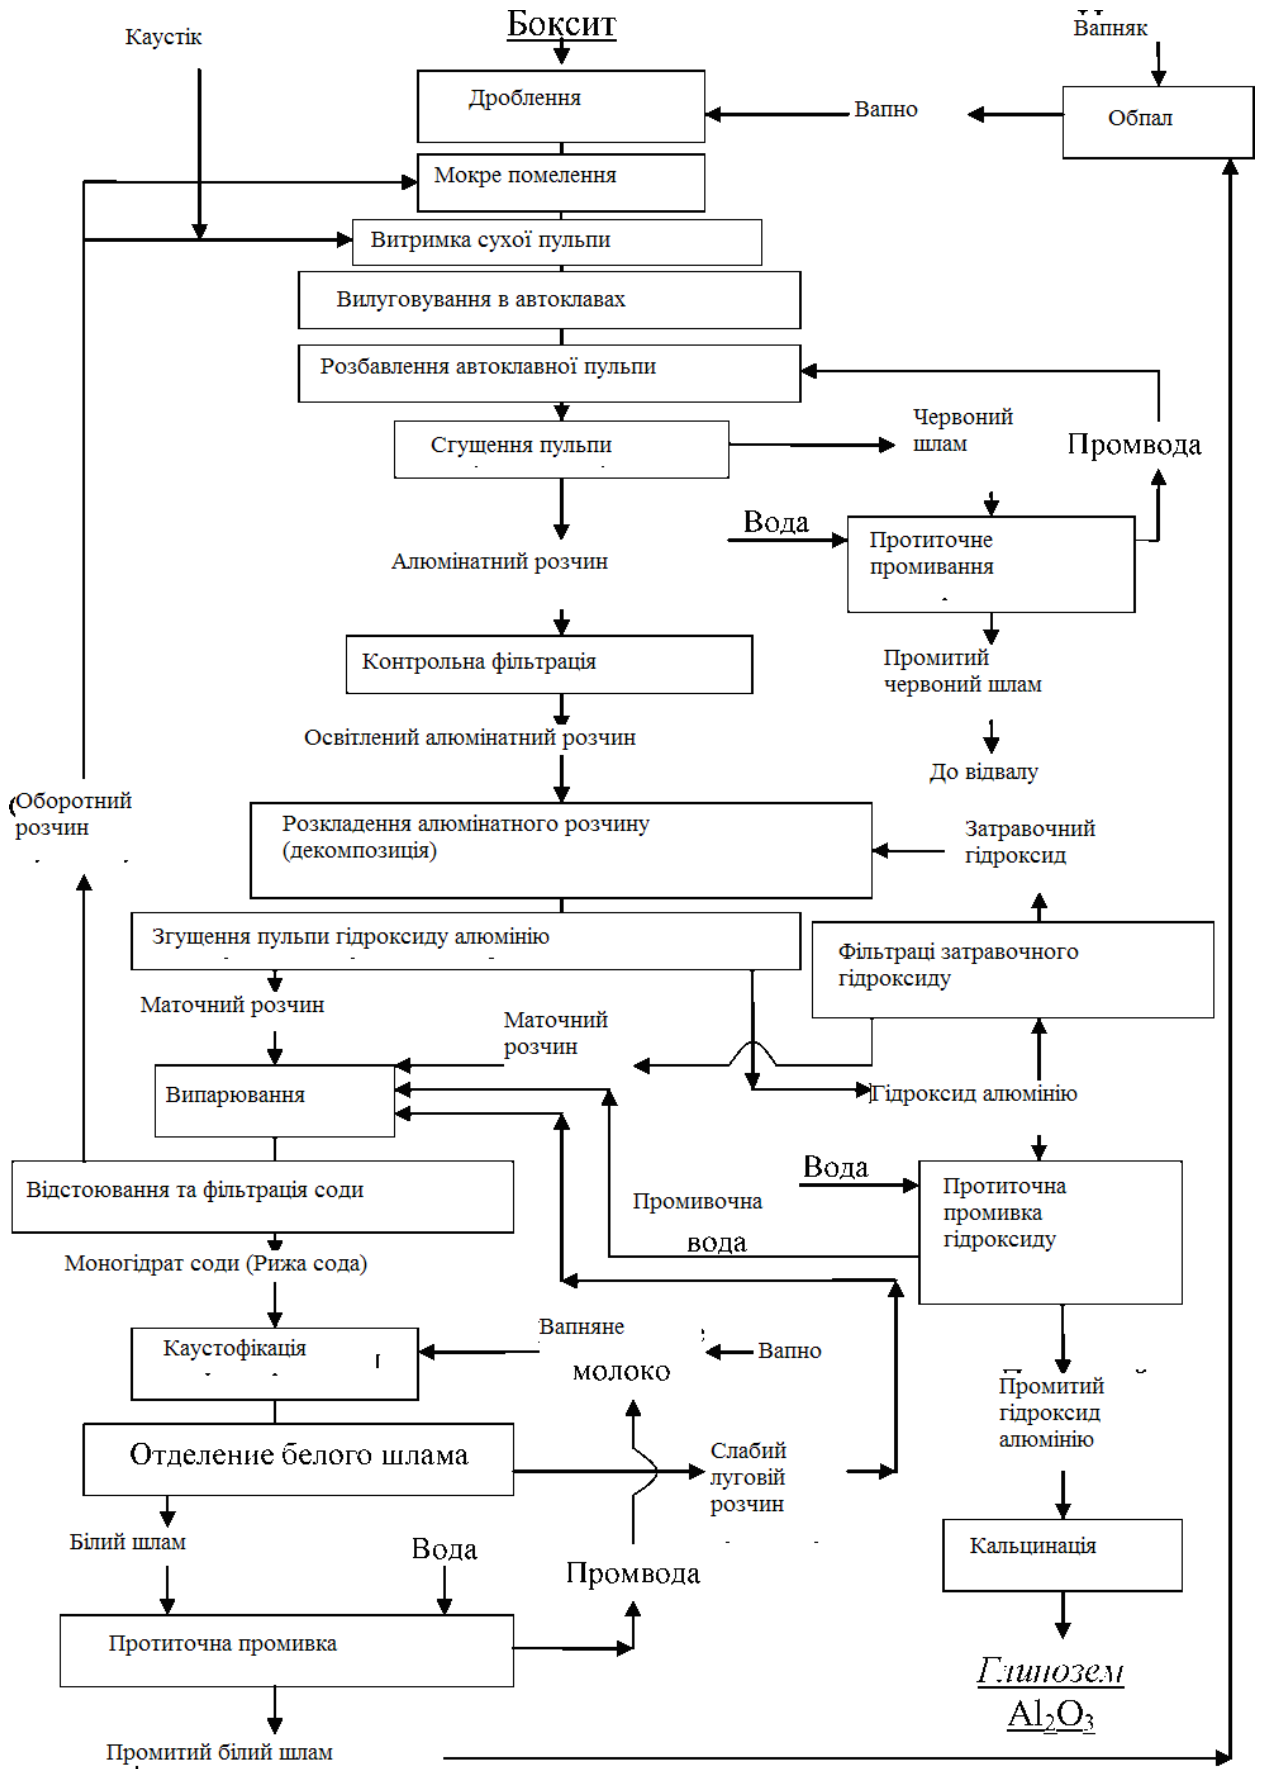 Боксит
Каустік
Вапняк
Дроблення
Вапно
Обпал
Мокре помелення
Витримка сухої пульпи
Вилуговування в автоклавах
Розбавлення автоклавної пульпи
Сгущення пульпи
Червоний
шлам
Промвода
Вода
Протиточне
промивання
Алюмінатний розчин
Контрольна фільтрація
Промитий
червоний шлам
Освітлений алюмінатний розчин
До відвалу
Оборотний
розчин
Розкладення алюмінатного розчину
(декомпозиція)
Затравочний
гідроксид
Згущення пульпи гідроксиду алюмінію
Фільтраці затравочного
гідроксиду
Маточний розчин
Маточний
розчин
Випарювання
Гідроксид алюмінію
Відстоювання та фільтрація соди
Вода
Промивочна
вода
Протиточна
промивка
гідроксиду
Моногідрат соди (Рижа сода)
Каустофікація
Вапняне
молоко
Вапно
Промитий
гідроксид
алюмінію
Отделение белого шлама
Слабий
луговій
розчин
Білий шлам
Вода
Промвода
Кальцинація
Протиточна промивка
Глинозем
Al₂O₃
Промитий білий шлам